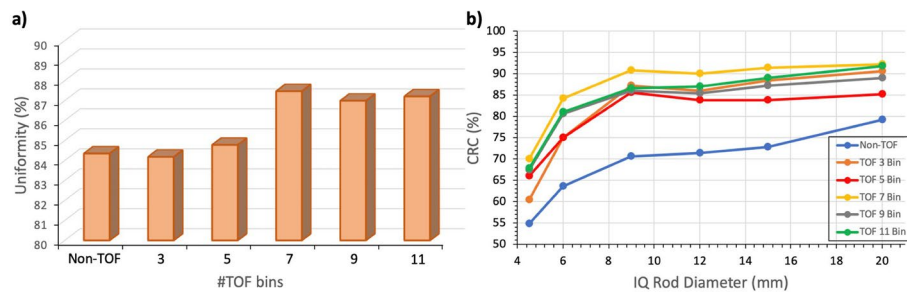 a)
90
89
88
87
86
85
84
83
82
81
80
Uniformity (%)
Non-TOF 3 5 7 9 11
#TOF bins
b)
100
95
90
85
80
75
70
65
60
55
50
CRC (%)
4 6 8 10 12 14 16 18 20
IQ Rod Diameter (mm)
Non-TOF
TOF 3 Bin
TOF 5 Bin
TOF 7 Bin
TOF 9 Bin
TOF 11 Bin